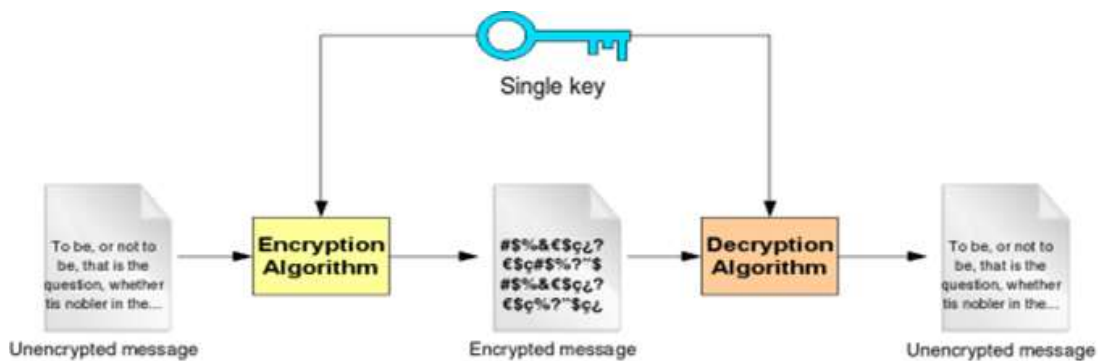 Single key
To be, or not to
be, that is the
question, whether
tis nobler in the...
Unencrypted message
Encryption
Algorithm
#$%&€$ç¿?
€$ç#$%?¨$
#$%&€$ç¿?
€$ç%?¨$ç¿
Encrypted message
Decryption
Algorithm
To be, or not to
be, that is the
question, whether
tis nobler in the...
Unencrypted message